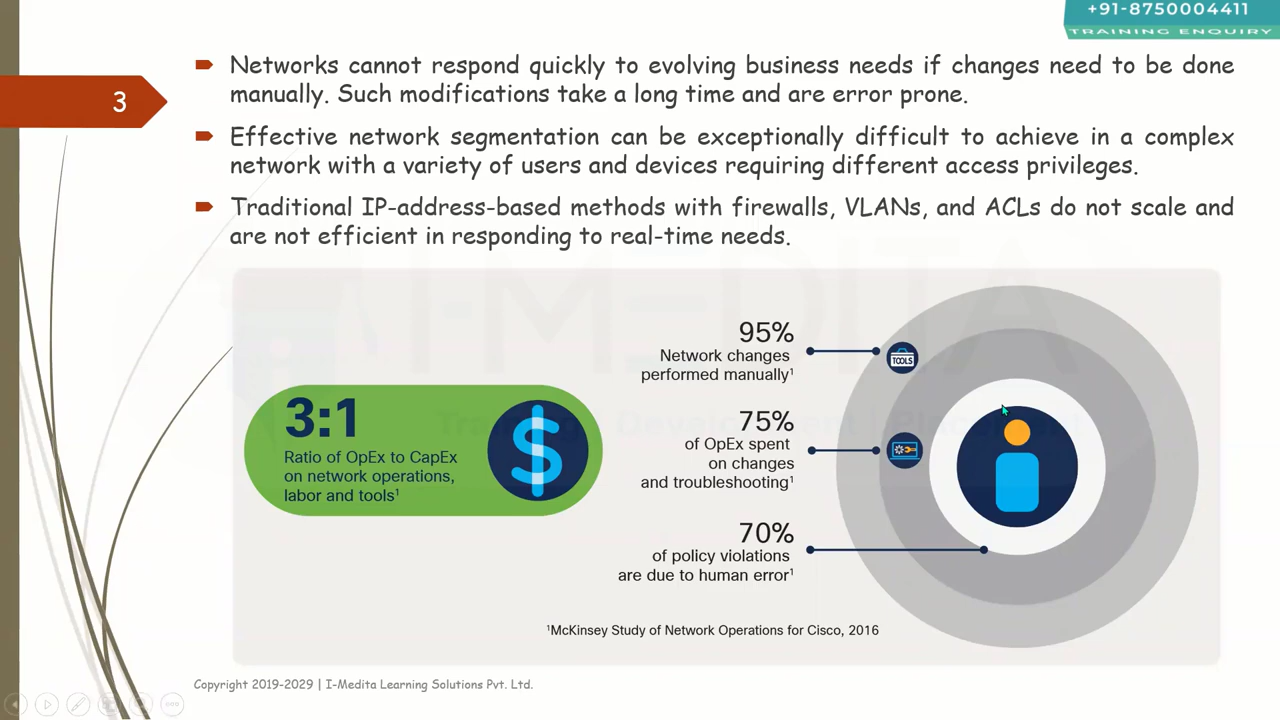 +91-8750004411
TRAINING ENQUIRY
3
Networks cannot respond quickly to evolving business needs if changes need to be done
manually. Such modifications take a long time and are error prone.
Effective network segmentation can be exceptionally difficult to achieve in a complex
network with a variety of users and devices requiring different access privileges.
Traditional IP-address-based methods with firewalls, VLANs, and ACLs do not scale and
are not efficient in responding to real-time needs.
I-MEDITA
Training | Development | Placement
3:1
Ratio of OpEx to CapEx
on network operations,
labor and tools¹
$
95%
Network changes
performed manually¹
TOOLS
75%
of OpEx spent
on changes
and troubleshooting¹
70%
of policy violations
are due to human error¹
¹McKinsey Study of Network Operations for Cisco, 2016
Copyright 2019-2029 | I-Medita Learning Solutions Pvt. Ltd.